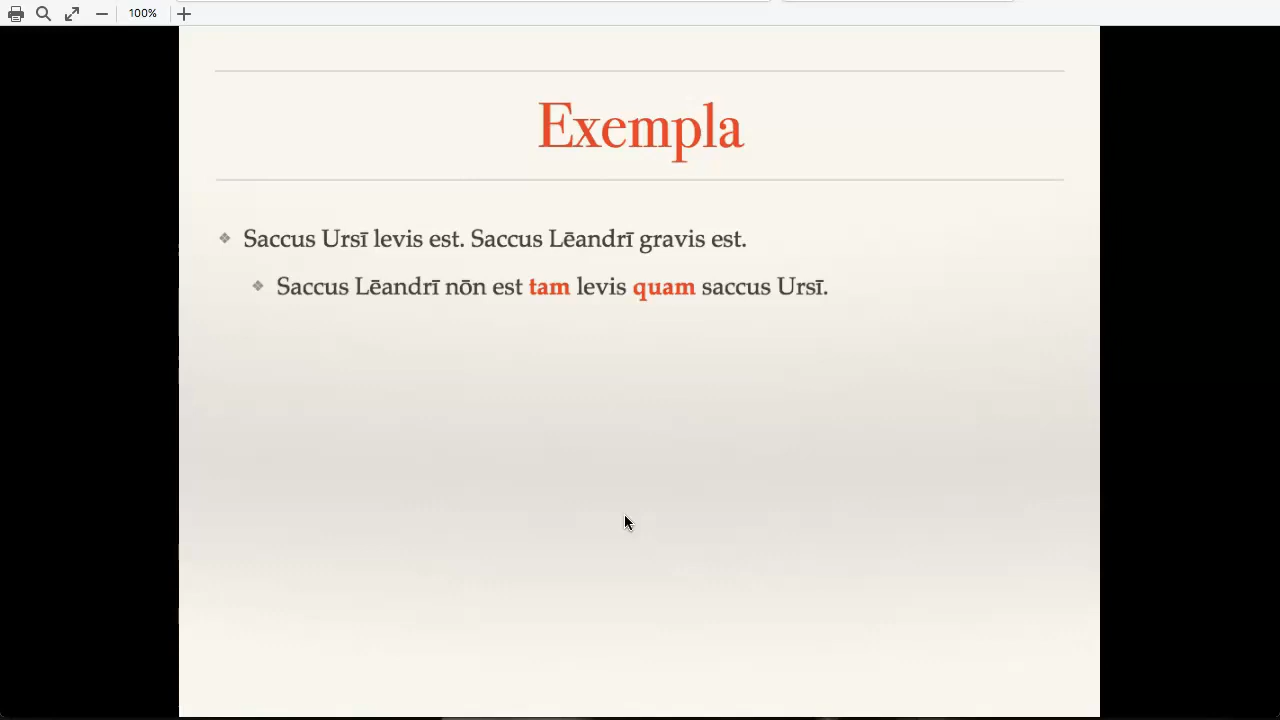 100%
Exempla
Saccus Ursī levis est. Saccus Lēandrī gravis est.
Saccus Lēandrī nōn est tam levis quam saccus Ursī.